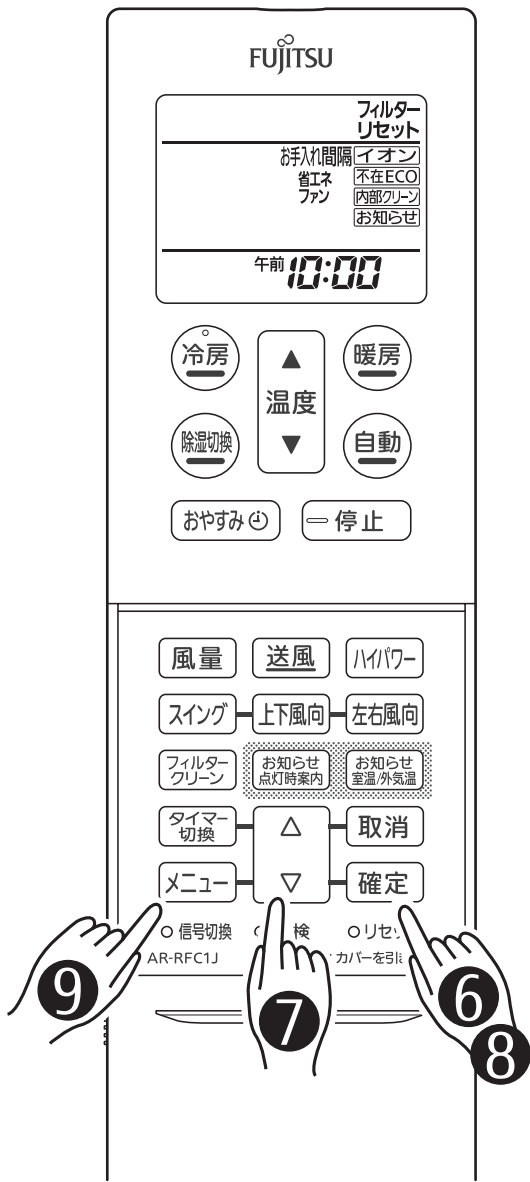 FUJITSU
フィルター
リセット
お手入れ間隔 イオン
省エネ 不在ECO
ファン 内部クリーン
お知らせ
午前 10:00
冷房 ▲ 暖房
温度
除湿切換 ▼ 自動
おやすみ 停止
風量 送風 ハイパワー
スイング 上下風向 左右風向
フィルター お知らせ お知らせ
クリーン 点灯時案内 室温/外気温
タイマー △ 取消
切換
メニュー ▽ 確定
信号切換 検 リセ
AR-RFC1J カバーを引
9 7 6
8